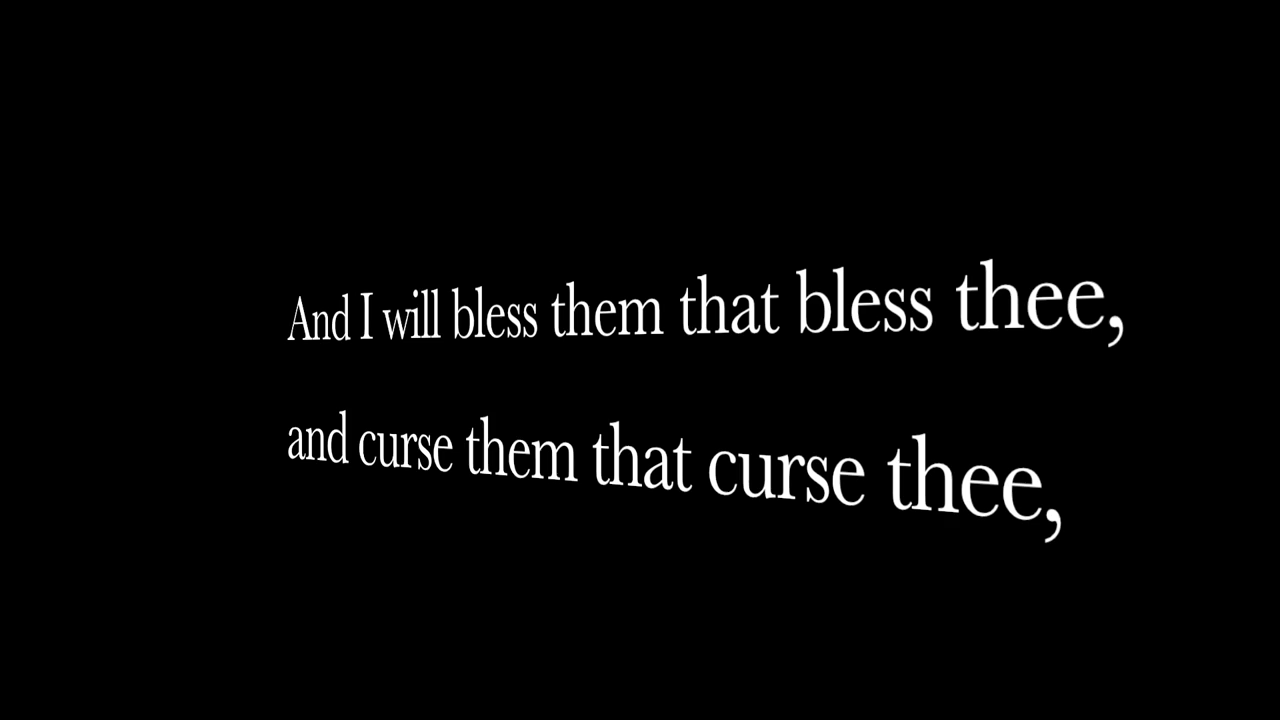 And I will bless them that bless thee,
and curse them that curse thee,